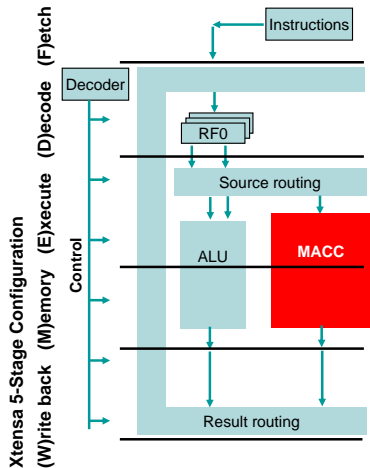 Instructions
Decoder
RF0
Source routing
ALU
MACC
Result routing
Control
Xtensa 5-Stage Configuration
(F)etch
(D)ecode
(E)xecute
(M)emory
(W)rite back